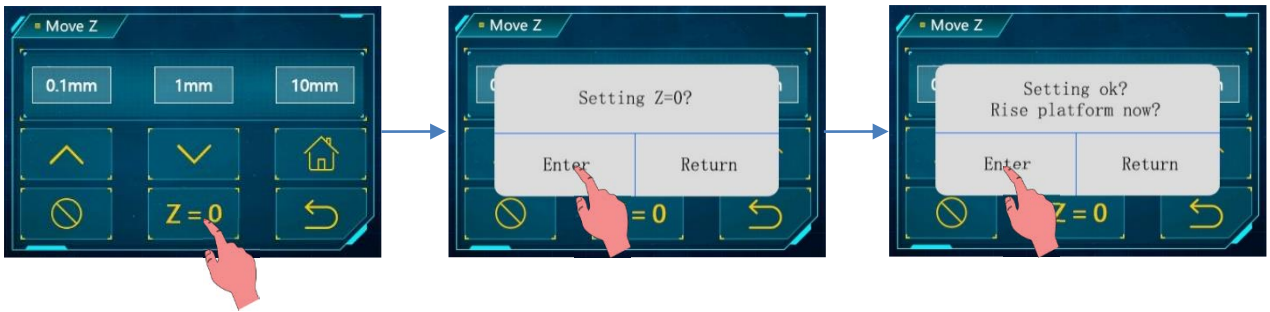 Move Z
0.1mm
1mm
10mm
Z = 0
Move Z
Setting Z=0?
Enter
Return
= 0
Move Z
Setting ok?
Rise platform now?
Enter
Return
Z = 0